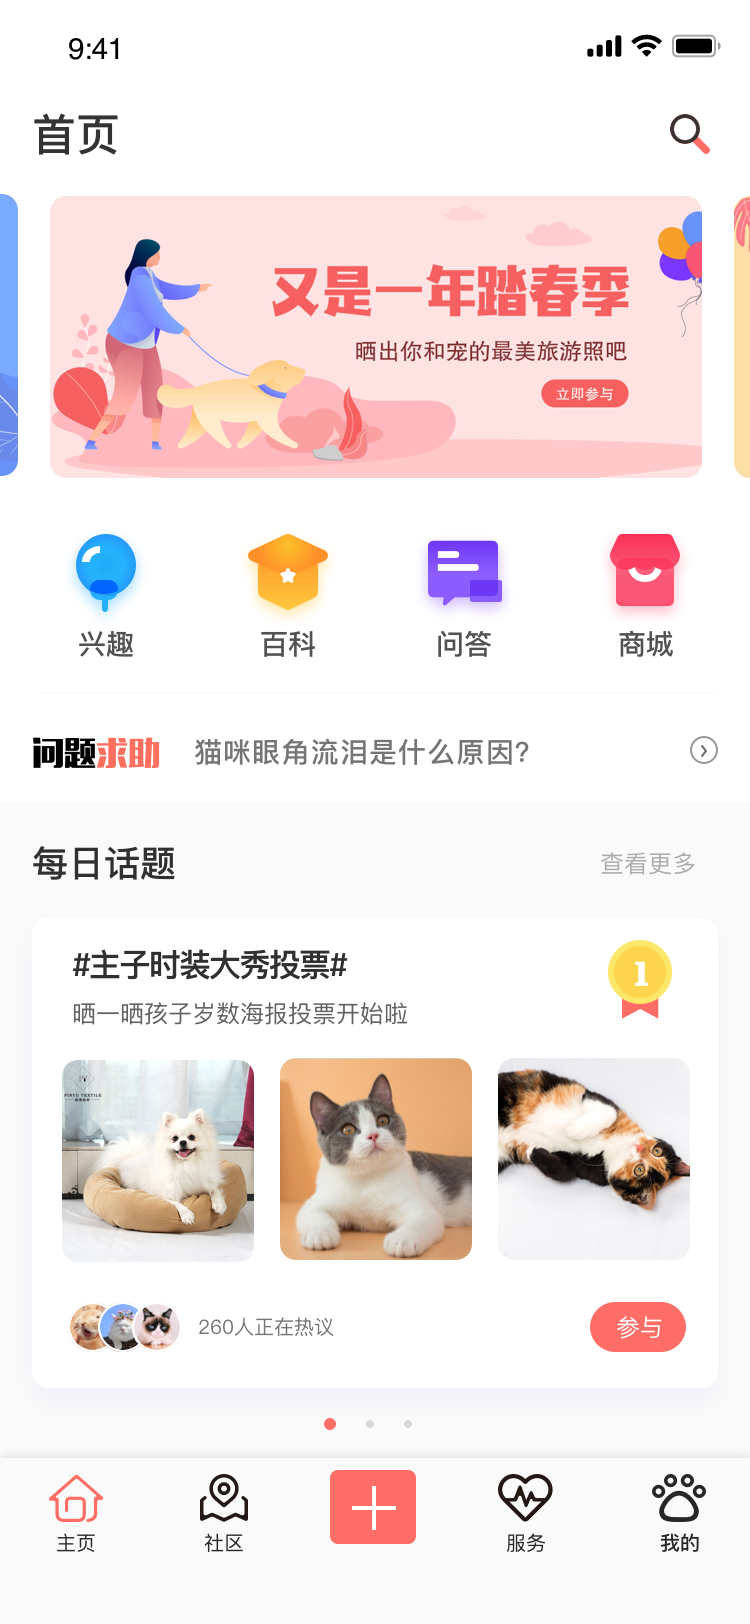 9:41
首页
又是一年踏春季
晒出你和宠的最美旅游照吧
立即参与
兴趣
百科
问答
商城
问题求助
猫咪眼角流泪是什么原因?
每日话题
查看更多
#主子时装大秀投票#
1
晒一晒孩子岁数海报投票开始啦
PINYU TEXTILE
260人正在热议
参与
主页
社区
服务
我的